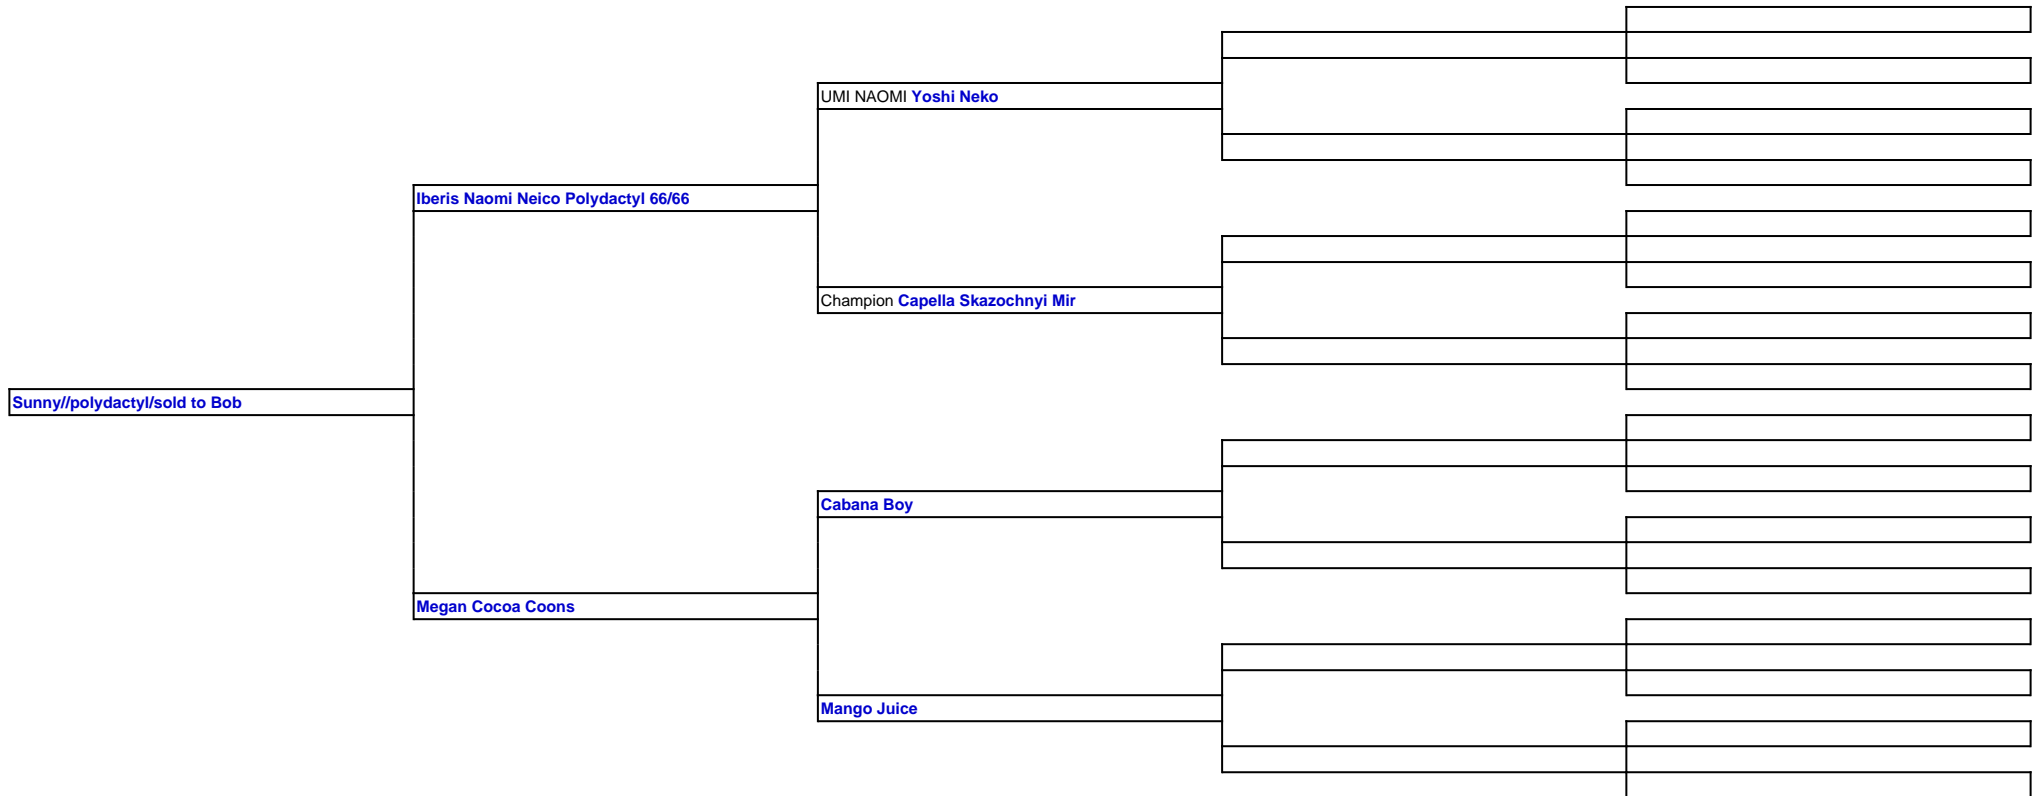 UMI NAOMI Yoshi Neko
Iberis Naomi Neico Polydactyl 66/66
Champion Capella Skazochnyi Mir
Sunny//polydactyl/sold to Bob
Cabana Boy
Megan Cocoa Coons
Mango Juice